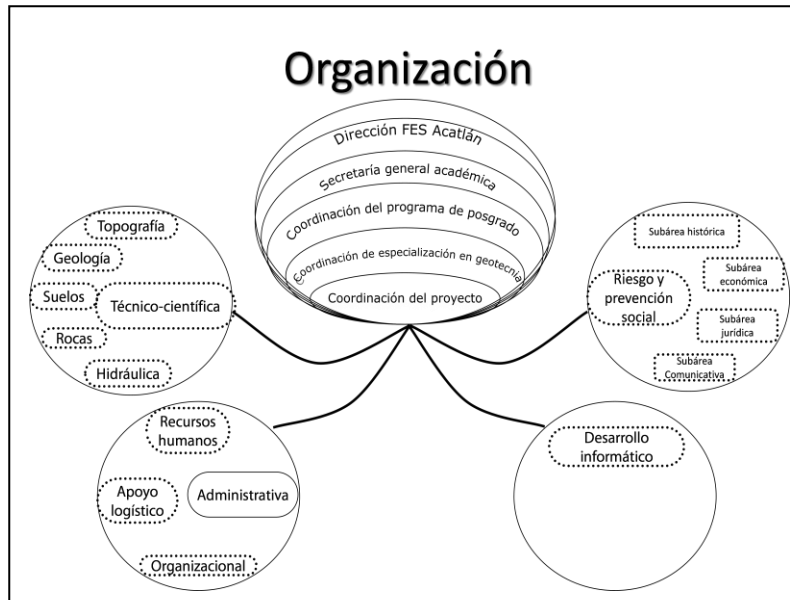 Organización
Dirección FES Acatlán
Secretaría general académica
Coordinación del programa de posgrado
Coordinación de especialización en geotecnia
Coordinación del proyecto
Topografía
Geología
Suelos
Técnico-científica
Rocas
Hidráulica
Subárea histórica
Subárea
económica
Riesgo y
prevención
social
Subárea
jurídica
Subárea
Comunicativa
Recursos
humanos
Apoyo
logístico
Administrativa
Organizacional
Desarrollo
informático